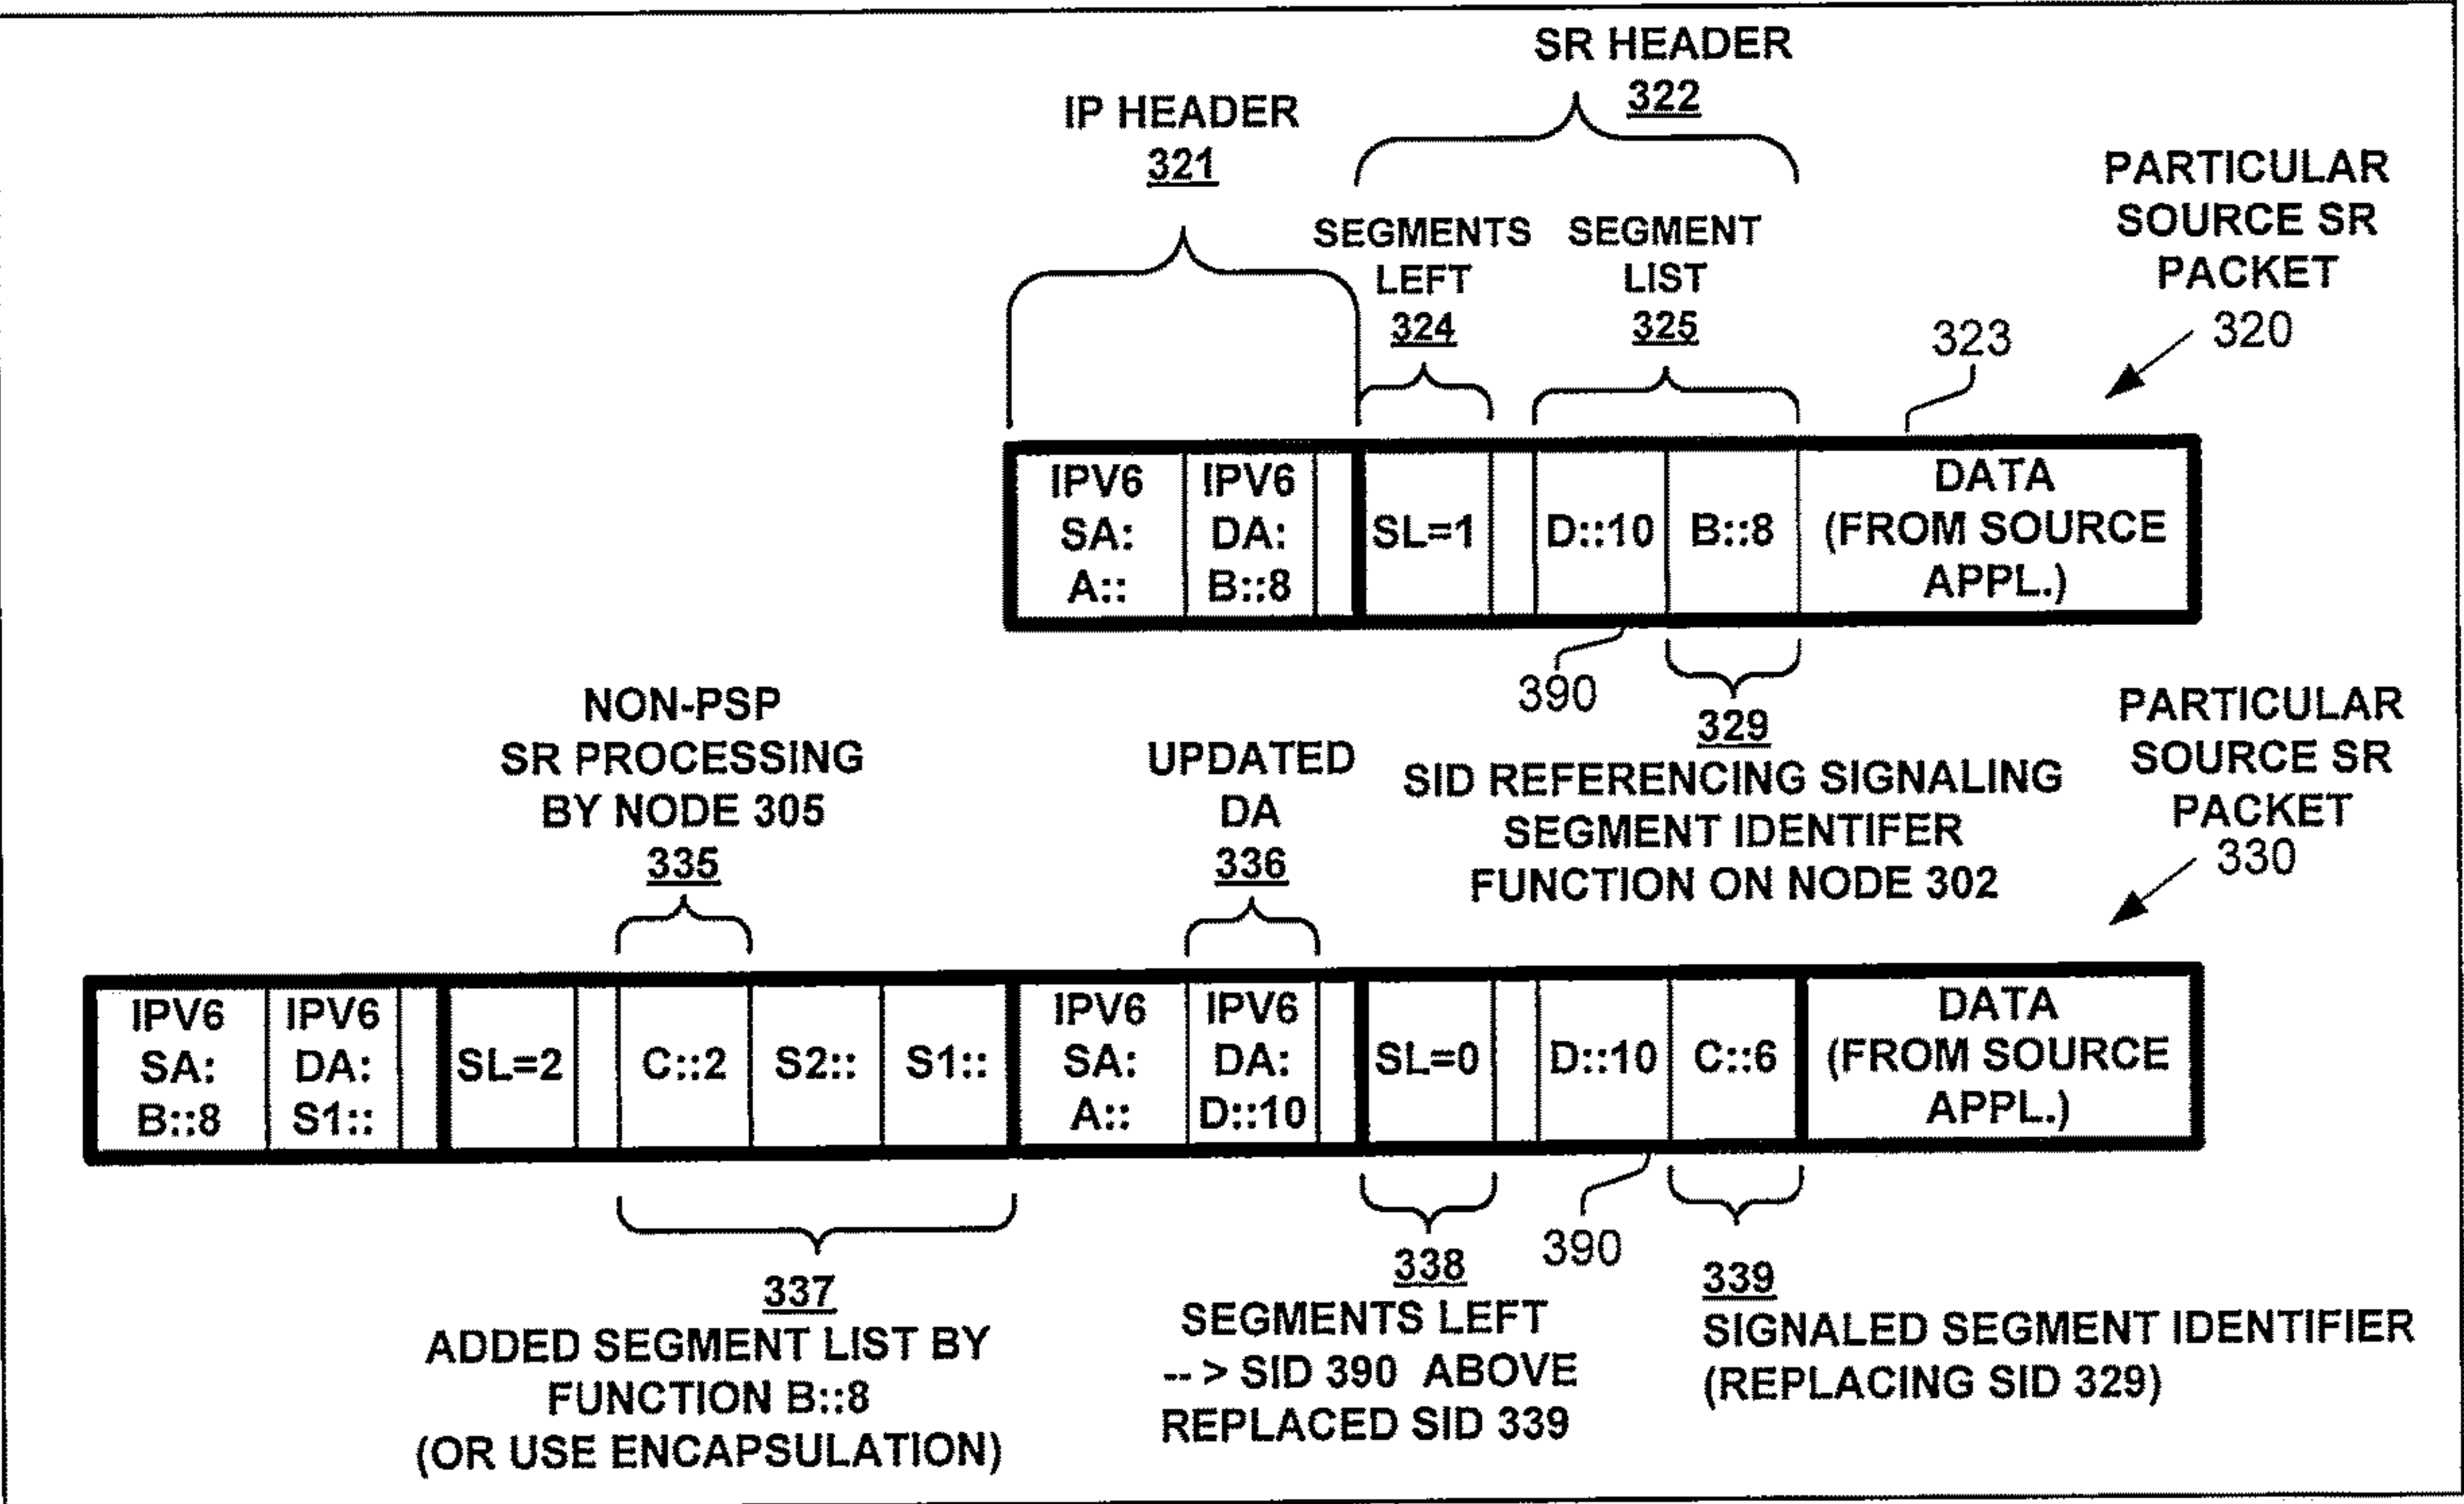 SR HEADER
322
IP HEADER
321
SEGMENTS
LEFT
324
SEGMENT
LIST
325
323
PARTICULAR
SOURCE SR
PACKET
320
IPV6
SA:
A::
IPV6
DA:
B::8
SL=1
D::10
B::8
DATA
(FROM SOURCE
APPL.)
390
329
SID REFERENCING SIGNALING
SEGMENT IDENTIFER
FUNCTION ON NODE 302
NON-PSP
SR PROCESSING
BY NODE 305
335
UPDATED
DA
336
PARTICULAR
SOURCE SR
PACKET
330
IPV6
SA:
B::8
IPV6
DA:
S1::
SL=2
C::2
S2::
S1::
IPV6
SA:
A::
IPV6
DA:
D::10
SL=0
D::10
C::6
DATA
(FROM SOURCE
APPL.)
337
ADDED SEGMENT LIST BY
FUNCTION B::8
(OR USE ENCAPSULATION)
338
SEGMENTS LEFT
-- > SID 390 ABOVE
REPLACED SID 339
390
339
SIGNALED SEGMENT IDENTIFIER
(REPLACING SID 329)